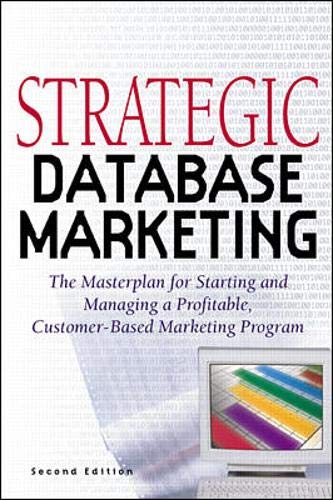 STRATEGIC
DATABASE
MARKETING
The Masterplan for Starting and
Managing a Profitable,
Customer-Based Marketing Program
Second Edition